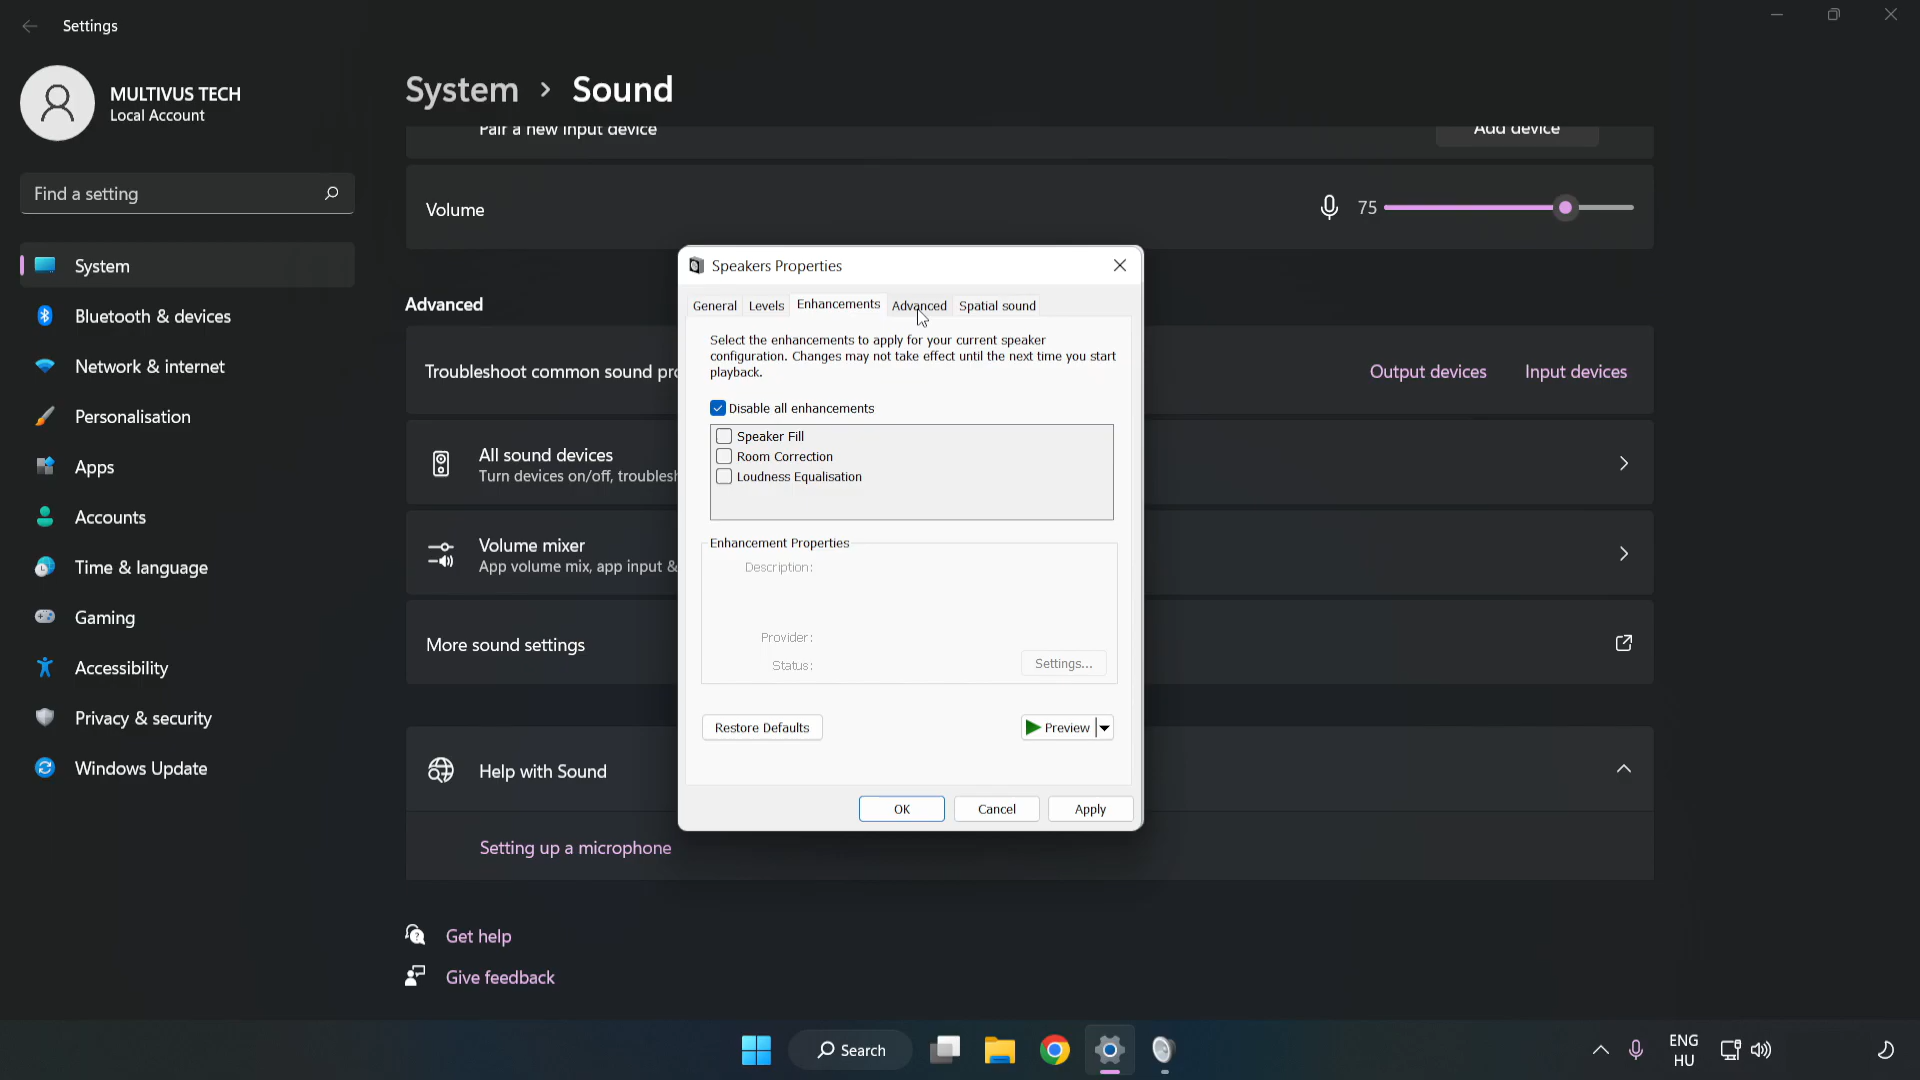 Settings
MULTIVUS TECH
Local Account
Find a setting
System
Bluetooth & devices
Network & internet
Personalisation
Apps
Accounts
Time & language
Gaming
Accessibility
Privacy & security
Windows Update
System > Sound
Pair a new input device
Add device
Volume
75
Advanced
Troubleshoot common sound pro
Output devices
Input devices
All sound devices
Turn devices on/off, troublesh
Volume mixer
App volume mix, app input &
More sound settings
Help with Sound
Setting up a microphone
Get help
Give feedback
Speakers Properties
General Levels Enhancements Advanced Spatial sound
Select the enhancements to apply for your current speaker
configuration. Changes may not take effect until the next time you start
playback.
Disable all enhancements
Speaker Fill
Room Correction
Loudness Equalisation
Enhancement Properties
Description:
Provider:
Status:
Settings...
Restore Defaults
Preview
OK
Cancel
Apply
Search
ENG
HU